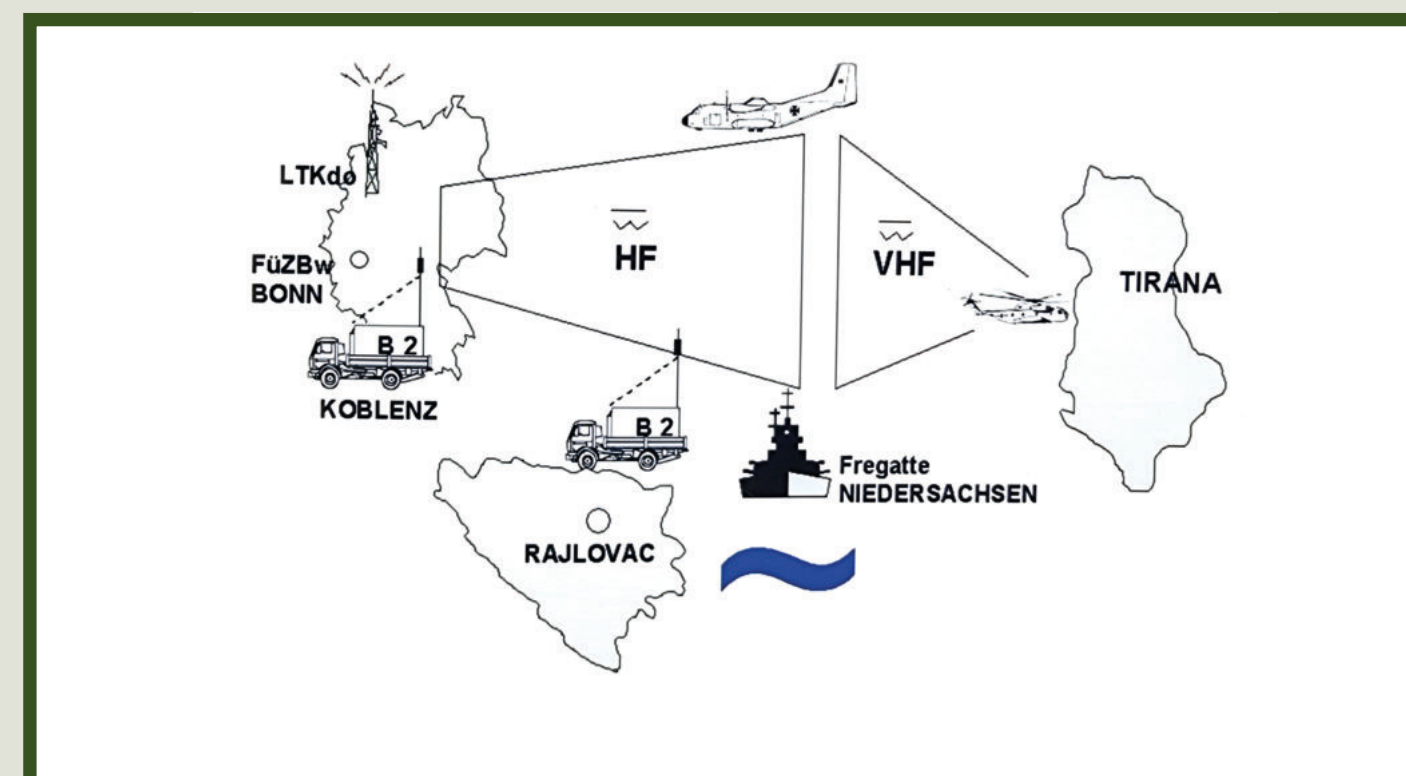 LTKdo
FüZBw
BONN
B 2
KOBLENZ
HF
VHF
TIRANA
B 2
Fregatte
NIEDERSACHSEN
RAJLOVAC